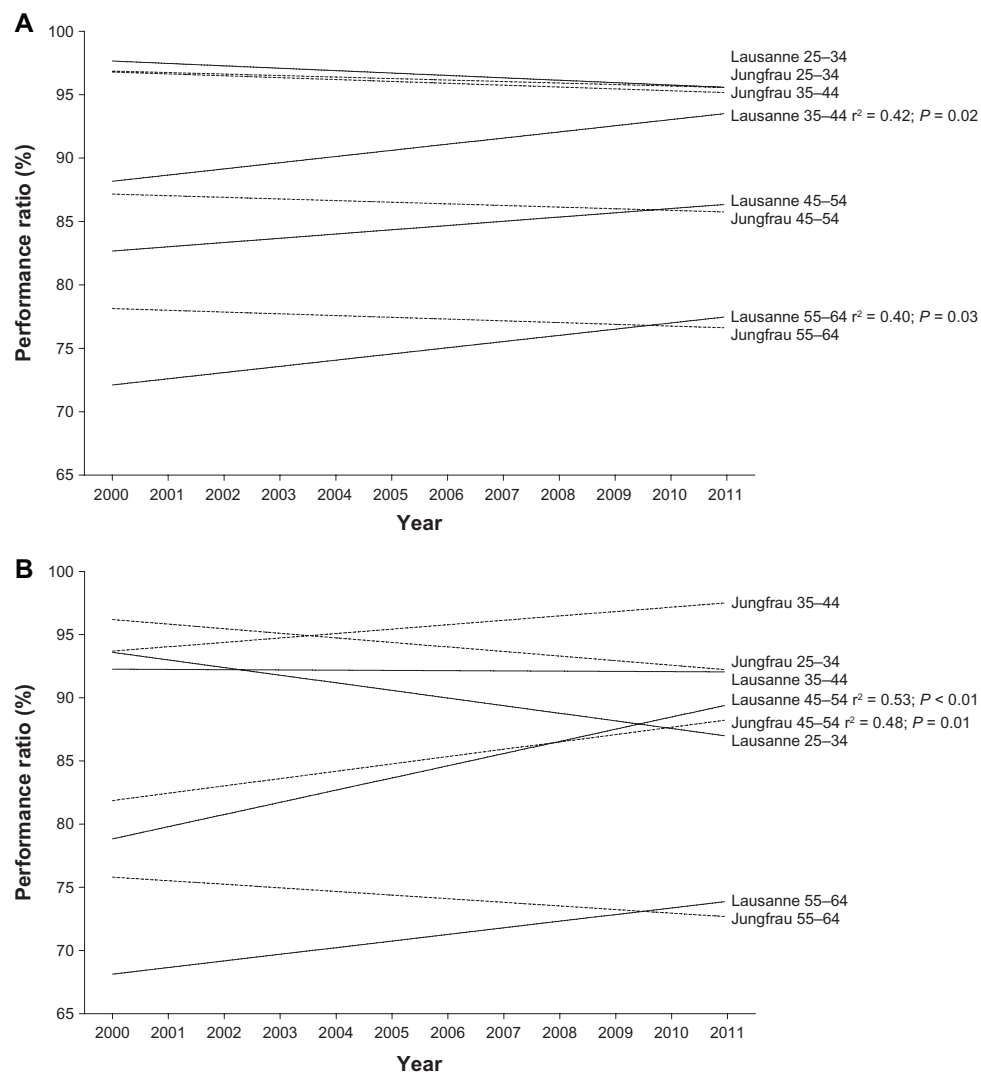 A
100
95
90
85
80
75
70
65
Performance ratio (%)
Lausanne 25–34
Jungfrau 25–34
Jungfrau 35–44
Lausanne 35–44 r² = 0.42; P = 0.02
Lausanne 45–54
Jungfrau 45–54
Lausanne 55–64 r² = 0.40; P = 0.03
Jungfrau 55–64
2000 2001 2002 2003 2004 2005 2006 2007 2008 2009 2010 2011
Year
B
100
95
90
85
80
75
70
65
Performance ratio (%)
Jungfrau 35–44
Jungfrau 25–34
Lausanne 35–44
Lausanne 45–54 r² = 0.53; P < 0.01
Jungfrau 45–54 r² = 0.48; P = 0.01
Lausanne 25–34
Lausanne 55–64
Jungfrau 55–64
2000 2001 2002 2003 2004 2005 2006 2007 2008 2009 2010 2011
Year